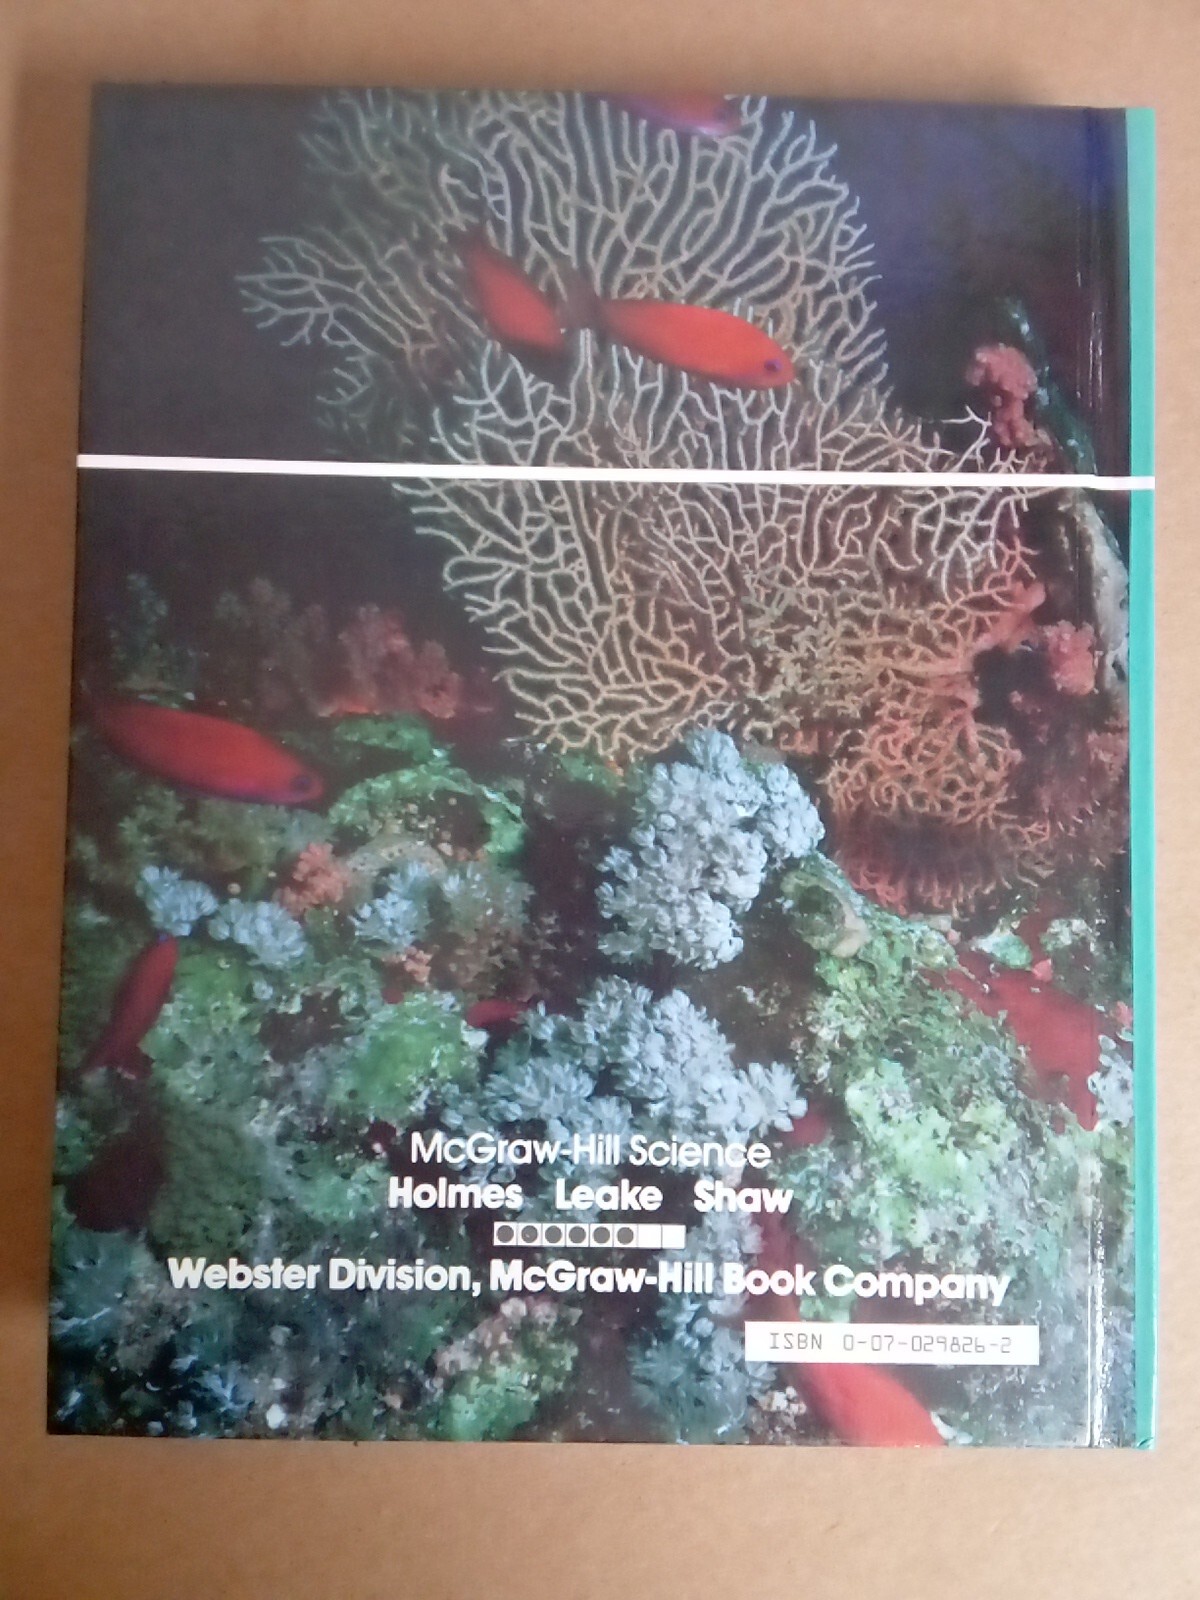 McGraw-Hill Science
Holmes Leake Shaw
Webster Division, McGraw-Hill Book Company
ISBN 0-07-029826-2